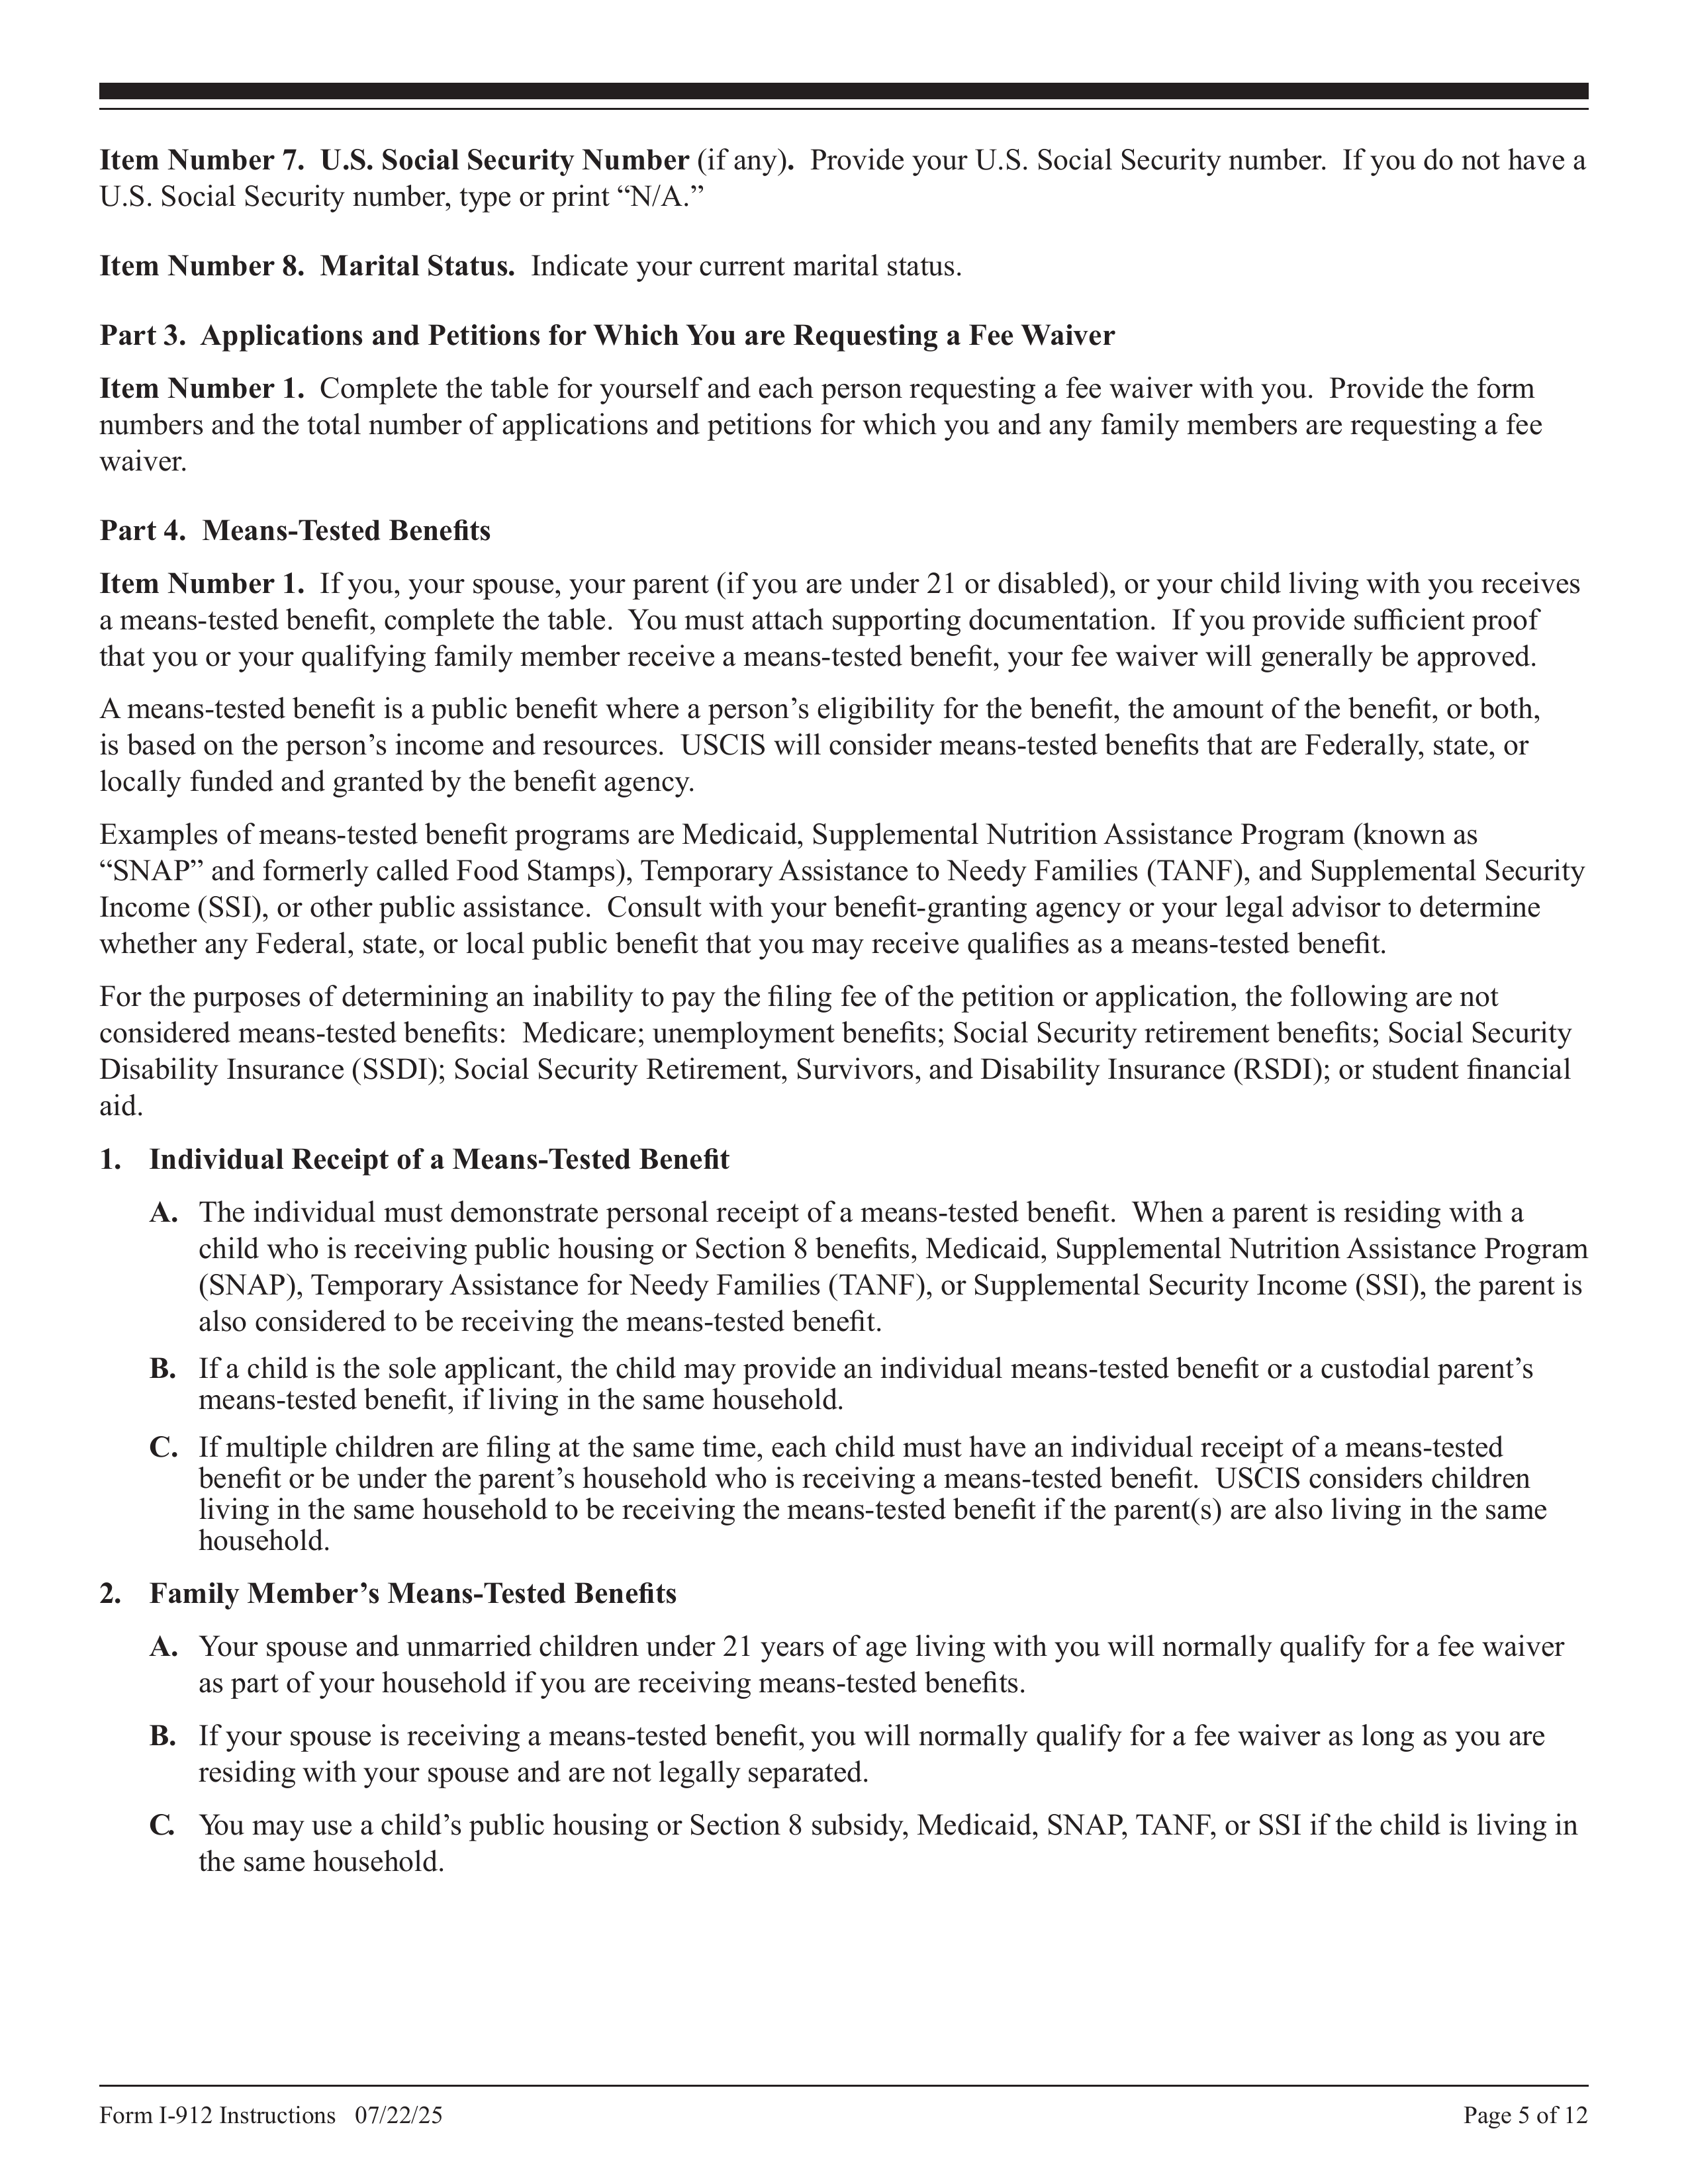 Item Number 7.  U.S. Social Security Number (if any).  Provide your U.S. Social Security number.  If you do not have a
U.S. Social Security number, type or print “N/A.”
Item Number 8.  Marital Status.  Indicate your current marital status.
Part 3.  Applications and Petitions for Which You are Requesting a Fee Waiver
Item Number 1.  Complete the table for yourself and each person requesting a fee waiver with you.  Provide the form
numbers and the total number of applications and petitions for which you and any family members are requesting a fee
waiver.
Part 4.  Means-Tested Benefits
Item Number 1.  If you, your spouse, your parent (if you are under 21 or disabled), or your child living with you receives
a means-tested benefit, complete the table.  You must attach supporting documentation.  If you provide sufficient proof
that you or your qualifying family member receive a means-tested benefit, your fee waiver will generally be approved.
A means-tested benefit is a public benefit where a person’s eligibility for the benefit, the amount of the benefit, or both,
is based on the person’s income and resources.  USCIS will consider means-tested benefits that are Federally, state, or
locally funded and granted by the benefit agency.
Examples of means-tested benefit programs are Medicaid, Supplemental Nutrition Assistance Program (known as
“SNAP” and formerly called Food Stamps), Temporary Assistance to Needy Families (TANF), and Supplemental Security
Income (SSI), or other public assistance.  Consult with your benefit-granting agency or your legal advisor to determine
whether any Federal, state, or local public benefit that you may receive qualifies as a means-tested benefit.
For the purposes of determining an inability to pay the filing fee of the petition or application, the following are not
considered means-tested benefits:  Medicare; unemployment benefits; Social Security retirement benefits; Social Security
Disability Insurance (SSDI); Social Security Retirement, Survivors, and Disability Insurance (RSDI); or student financial
aid.
1.  Individual Receipt of a Means-Tested Benefit
A.  The individual must demonstrate personal receipt of a means-tested benefit.  When a parent is residing with a
child who is receiving public housing or Section 8 benefits, Medicaid, Supplemental Nutrition Assistance Program
(SNAP), Temporary Assistance for Needy Families (TANF), or Supplemental Security Income (SSI), the parent is
also considered to be receiving the means-tested benefit.
B.  If a child is the sole applicant, the child may provide an individual means-tested benefit or a custodial parent’s
means-tested benefit, if living in the same household.
C.  If multiple children are filing at the same time, each child must have an individual receipt of a means-tested
benefit or be under the parent’s household who is receiving a means-tested benefit.  USCIS considers children
living in the same household to be receiving the means-tested benefit if the parent(s) are also living in the same
household.
2.  Family Member’s Means-Tested Benefits
A.  Your spouse and unmarried children under 21 years of age living with you will normally qualify for a fee waiver
as part of your household if you are receiving means-tested benefits.
B.  If your spouse is receiving a means-tested benefit, you will normally qualify for a fee waiver as long as you are
residing with your spouse and are not legally separated.
C.  You may use a child’s public housing or Section 8 subsidy, Medicaid, SNAP, TANF, or SSI if the child is living in
the same household.
Form I-912 Instructions   07/22/25
Page 5 of 12